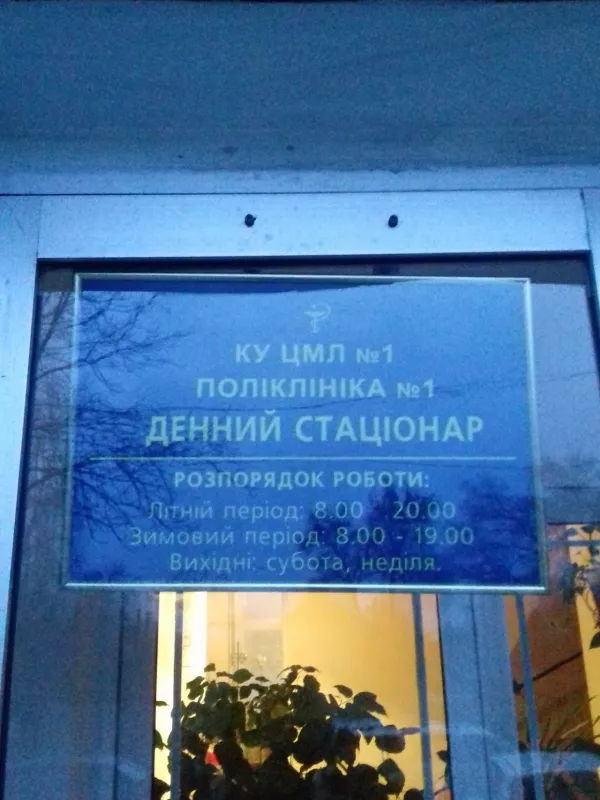 КУ ЦМЛ №1
ПОЛІКЛІНІКА №1
ДЕННИЙ СТАЦІОНАР
РОЗПОРЯДОК РОБОТИ:
Літній період: 8.00 20.00
Зимовий період: 8.00 - 19.00
Вихідні: субота, неділя.